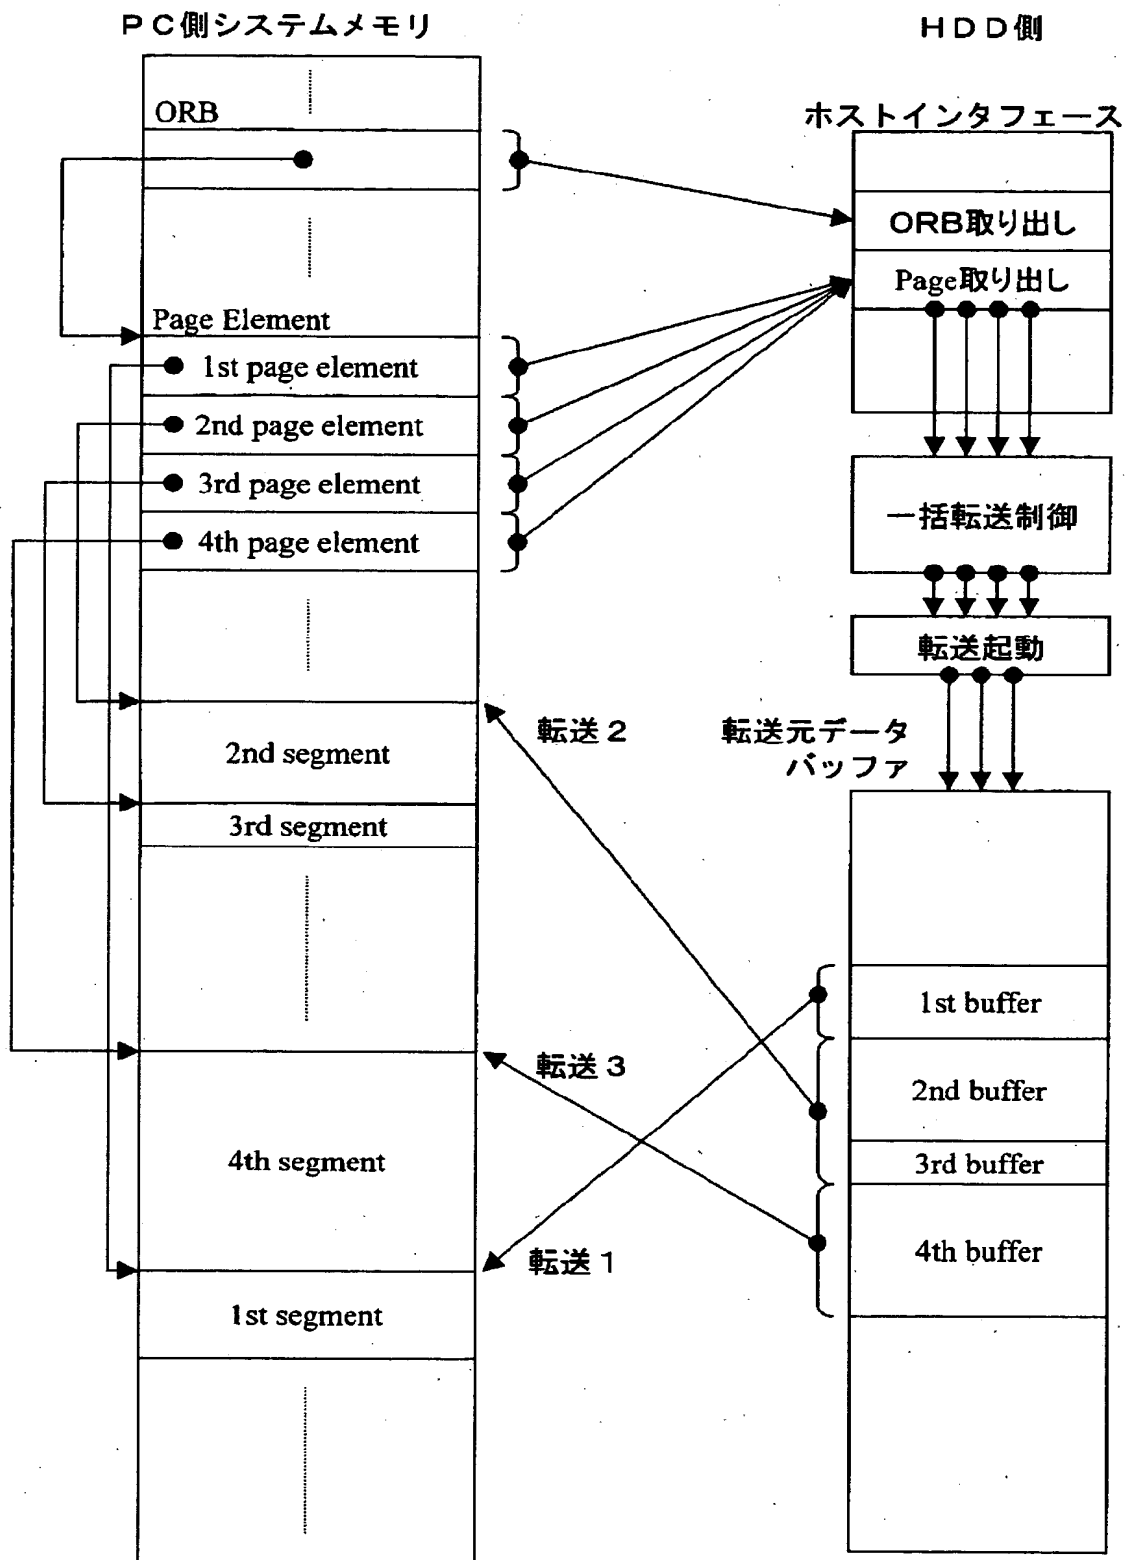 PC側システムメモリ
ORB
Page Element
1st page element
2nd page element
3rd page element
4th page element
2nd segment
3rd segment
4th segment
1st segment
転送2
転送3
転送1
HDD側
ホストインタフェース
ORB取り出し
Page取り出し
一括転送制御
転送起動
転送元データ
バッファ
1st buffer
2nd buffer
3rd buffer
4th buffer